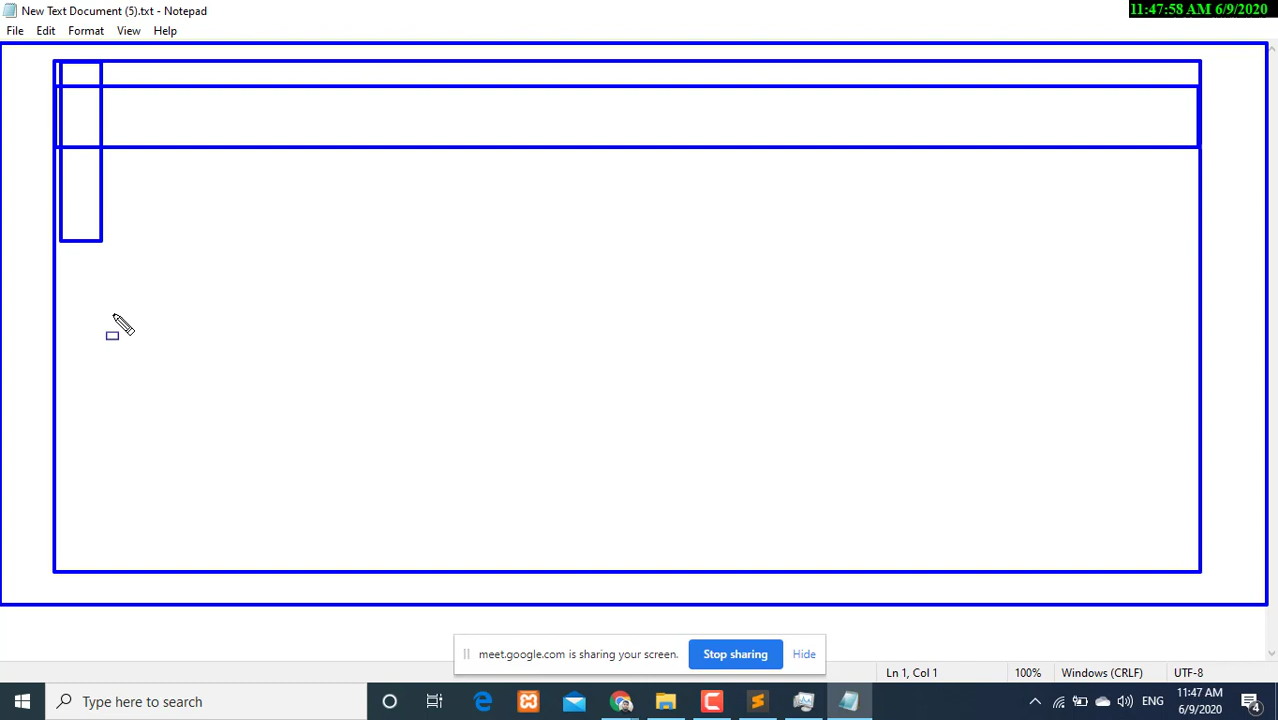 New Text Document (5).txt - Notepad
11:47:58 AM 6/9/2020
File Edit Format View Help
meet.google.com is sharing your screen. Stop sharing Hide
Ln 1, Col 1 100% Windows (CRLF) UTF-8
Type here to search
ENG
11:47 AM
6/9/2020
4